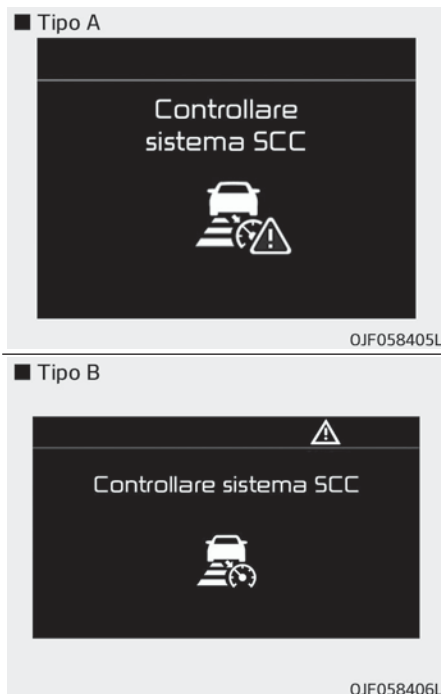 ■ Tipo A
Controllare
sistema SCC
OJF058405L
■ Tipo B
Controllare sistema SCC
OJF058406L